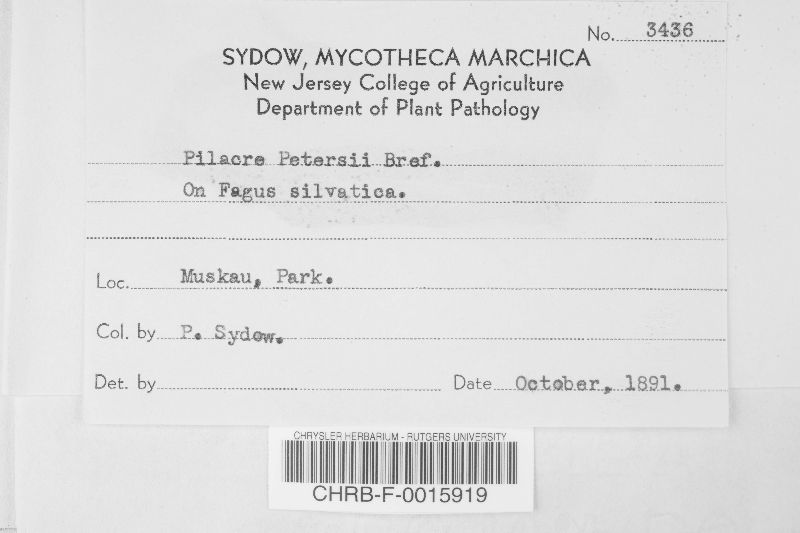 No. 3436
SYDOW, MYCOTHECA MARCHICA
New Jersey College of Agriculture
Department of Plant Pathology
Pilacre Petersii Bref.
On Fagus silvatica.
Loc. Muskau, Park.
Col. by P. Sydow.
Det. by
Date October, 1891.
CHRYSLER HERBARIUM - RUTGERS UNIVERSITY
CHRB-F-0015919